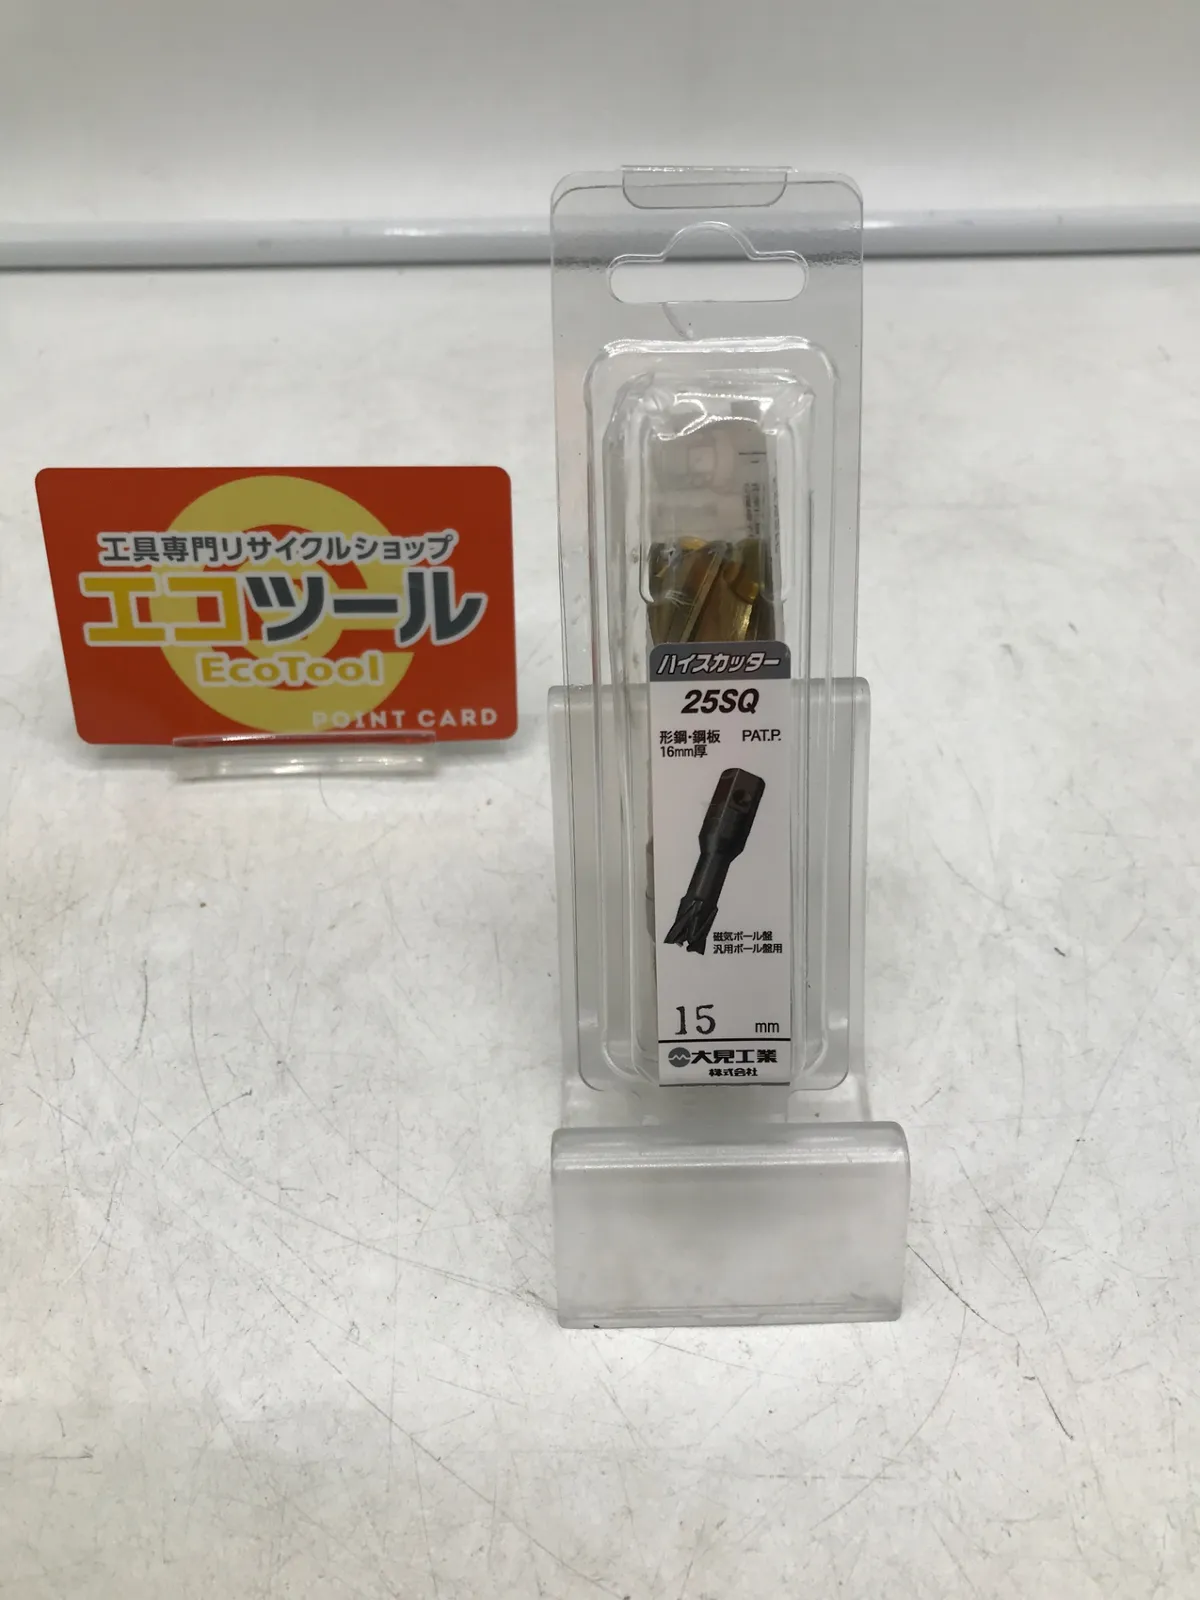 工具専門リサイクルショップ
エコツール
EcoTool
POINT CARD
ハイスカッター
25SQ
形鋼・鋼板 PAT.P.
16mm厚
磁気ボール盤
汎用ボール盤用
15 mm
大見工業
株式会社